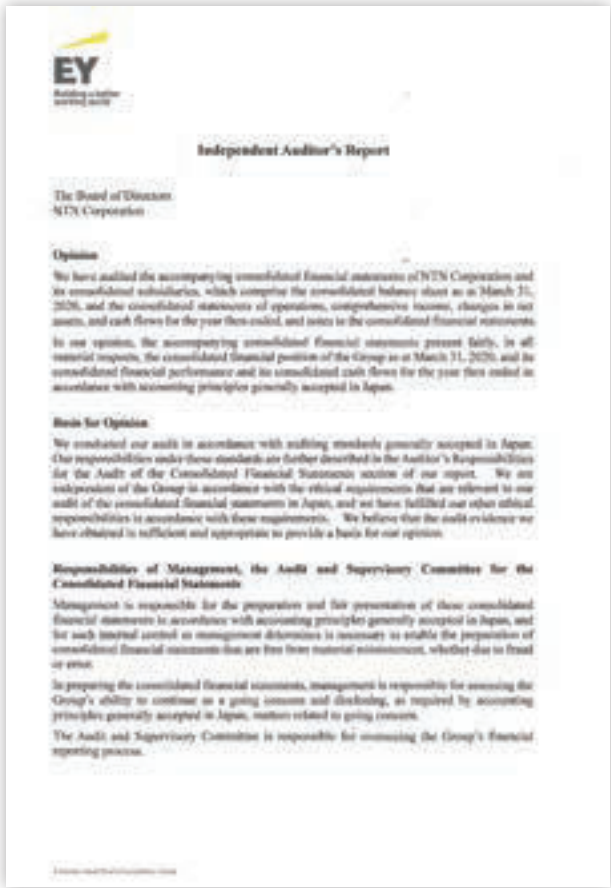 EY
Building a better
working world
Independent Auditor's Report
The Board of Directors
NTN Corporation
Opinion
We have audited the accompanying consolidated financial statements of NTN Corporation and
its consolidated subsidiaries, which comprise the consolidated balance sheet as at March 31,
2020, and the consolidated statements of operations, comprehensive income, changes in net
assets, and cash flows for the year then ended, and notes to the consolidated financial statements.
In our opinion, the accompanying consolidated financial statements present fairly, in all
material respects, the consolidated financial position of the Group as at March 31, 2020, and its
consolidated financial performance and its consolidated cash flows for the year then ended in
accordance with accounting principles generally accepted in Japan.
Basis for Opinion
We conducted our audit in accordance with auditing standards generally accepted in Japan.
Our responsibilities under those standards are further described in the Auditor's Responsibilities
for the Audit of the Consolidated Financial Statements section of our report. We are
independent of the Group in accordance with the ethical requirements that are relevant to our
audit of the consolidated financial statements in Japan, and we have fulfilled our other ethical
responsibilities in accordance with these requirements. We believe that the audit evidence we
have obtained is sufficient and appropriate to provide a basis for our opinion.
Responsibilities of Management, the Audit and Supervisory Committee for the
Consolidated Financial Statements
Management is responsible for the preparation and fair presentation of these consolidated
financial statements in accordance with accounting principles generally accepted in Japan, and
for such internal control as management determines is necessary to enable the preparation of
consolidated financial statements that are free from material misstatement, whether due to fraud
or error.
In preparing the consolidated financial statements, management is responsible for assessing the
Group's ability to continue as a going concern and disclosing, as required by accounting
principles generally accepted in Japan, matters related to going concern.
The Audit and Supervisory Committee is responsible for overseeing the Group's financial
reporting process.